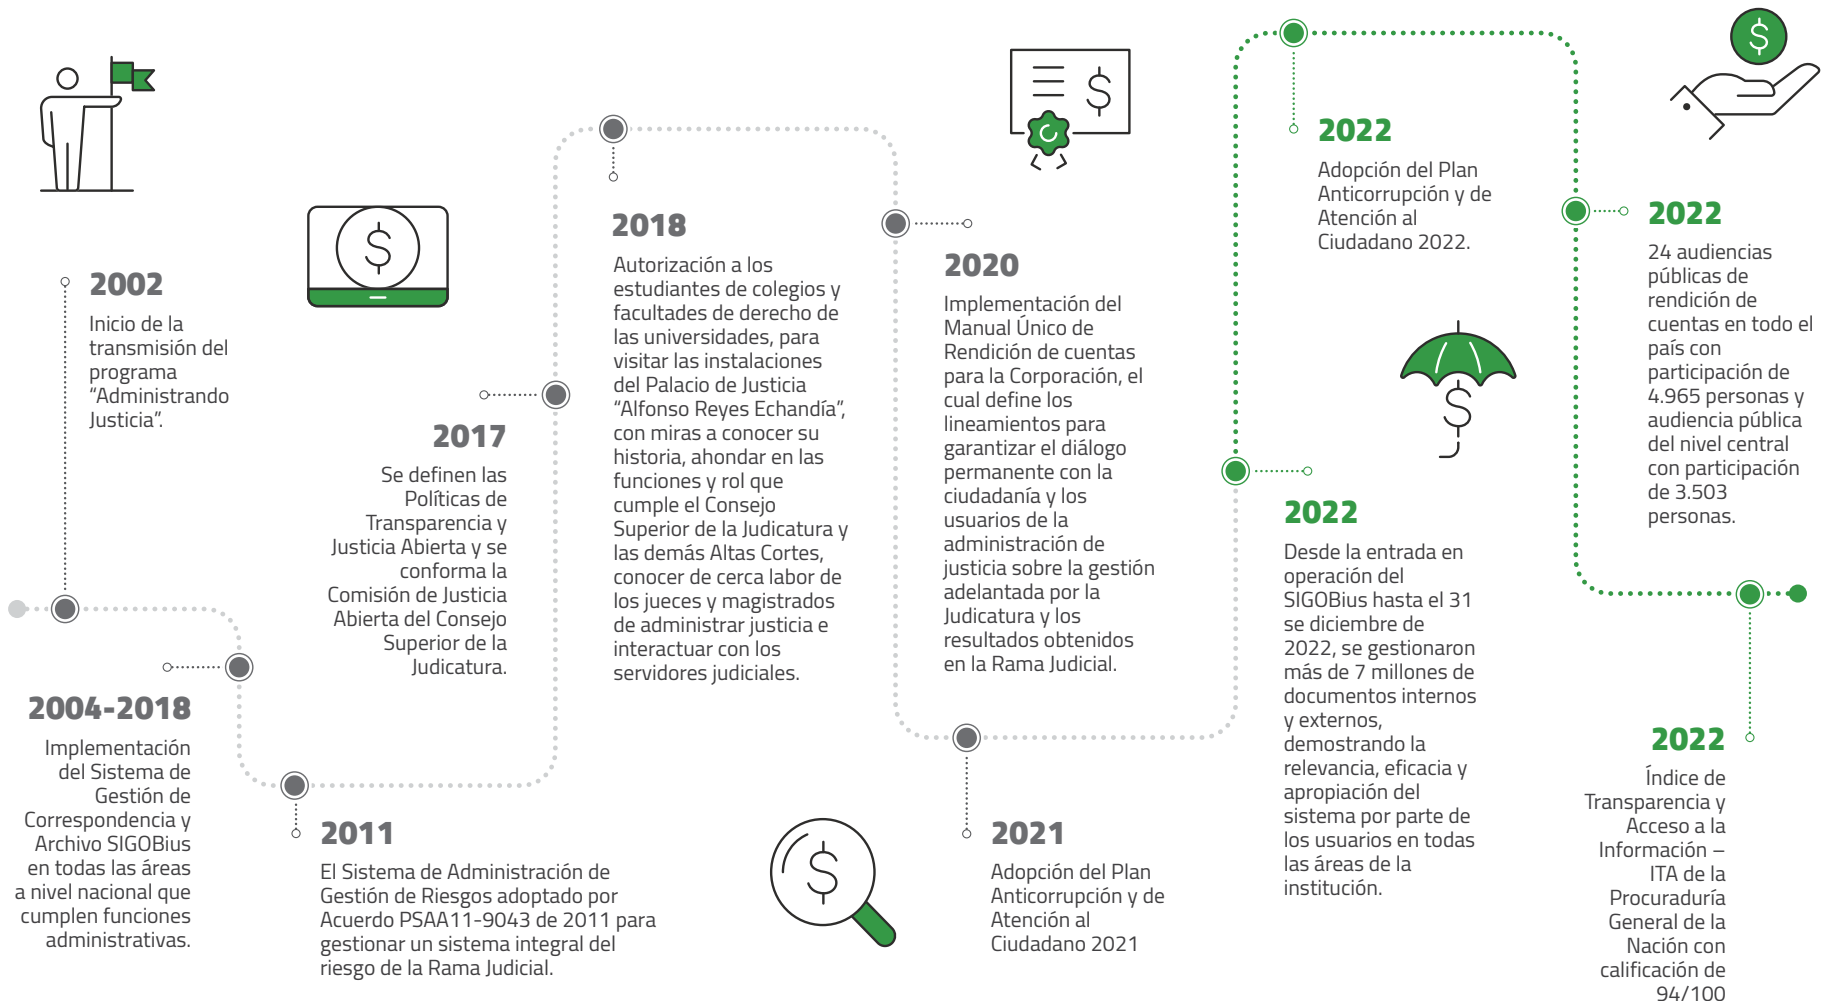 2002
Inicio de la
transmisión del
programa
“Administrando
Justicia”.
2004-2018
Implementación
del Sistema de
Gestión de
Correspondencia y
Archivo SIGOBius
en todas las áreas
a nivel nacional que
cumplen funciones
administrativas.
2011
El Sistema de Administración de
Gestión de Riesgos adoptado por
Acuerdo PSAA11-9043 de 2011 para
gestionar un sistema integral del
riesgo de la Rama Judicial.
2017
Se definen las
Políticas de
Transparencia y
Justicia Abierta y se
conforma la
Comisión de Justicia
Abierta del Consejo
Superior de la
Judicatura.
2018
Autorización a los
estudiantes de colegios y
facultades de derecho de
las universidades, para
visitar las instalaciones
del Palacio de Justicia
“Alfonso Reyes Echandía”,
con miras a conocer su
historia, ahondar en las
funciones y rol que
cumple el Consejo
Superior de la Judicatura y
las demás Altas Cortes,
conocer de cerca labor de
los jueces y magistrados
de administrar justicia e
interactuar con los
servidores judiciales.
2020
Implementación del
Manual Único de
Rendición de cuentas
para la Corporación, el
cual define los
lineamientos para
garantizar el diálogo
permanente con la
ciudadanía y los
usuarios de la
administración de
justicia sobre la gestión
adelantada por la
Judicatura y los
resultados obtenidos
en la Rama Judicial.
2021
Adopción del Plan
Anticorrupción y de
Atención al
Ciudadano 2021
2022
Desde la entrada en
operación del
SIGOBius hasta el 31
se diciembre de
2022, se gestionaron
más de 7 millones de
documentos internos
y externos,
demostrando la
relevancia, eficacia y
apropiación del
sistema por parte de
los usuarios en todas
las áreas de la
institución.
2022
Adopción del Plan
Anticorrupción y de
Atención al
Ciudadano 2022.
2022
24 audiencias
públicas de
rendición de
cuentas en todo el
país con
participación de
4.965 personas y
audiencia pública
del nivel central
con participación
de 3.503
personas.
2022
Índice de
Transparencia y
Acceso a la
Información –
ITA de la
Procuraduría
General de la
Nación con
calificación de
94/100